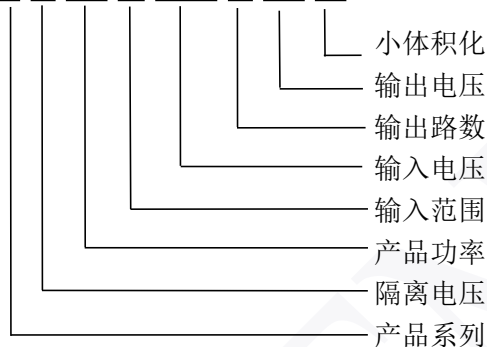 小体积化
输出电压
输出路数
输入电压
输入范围
产品功率
隔离电压
产品系列